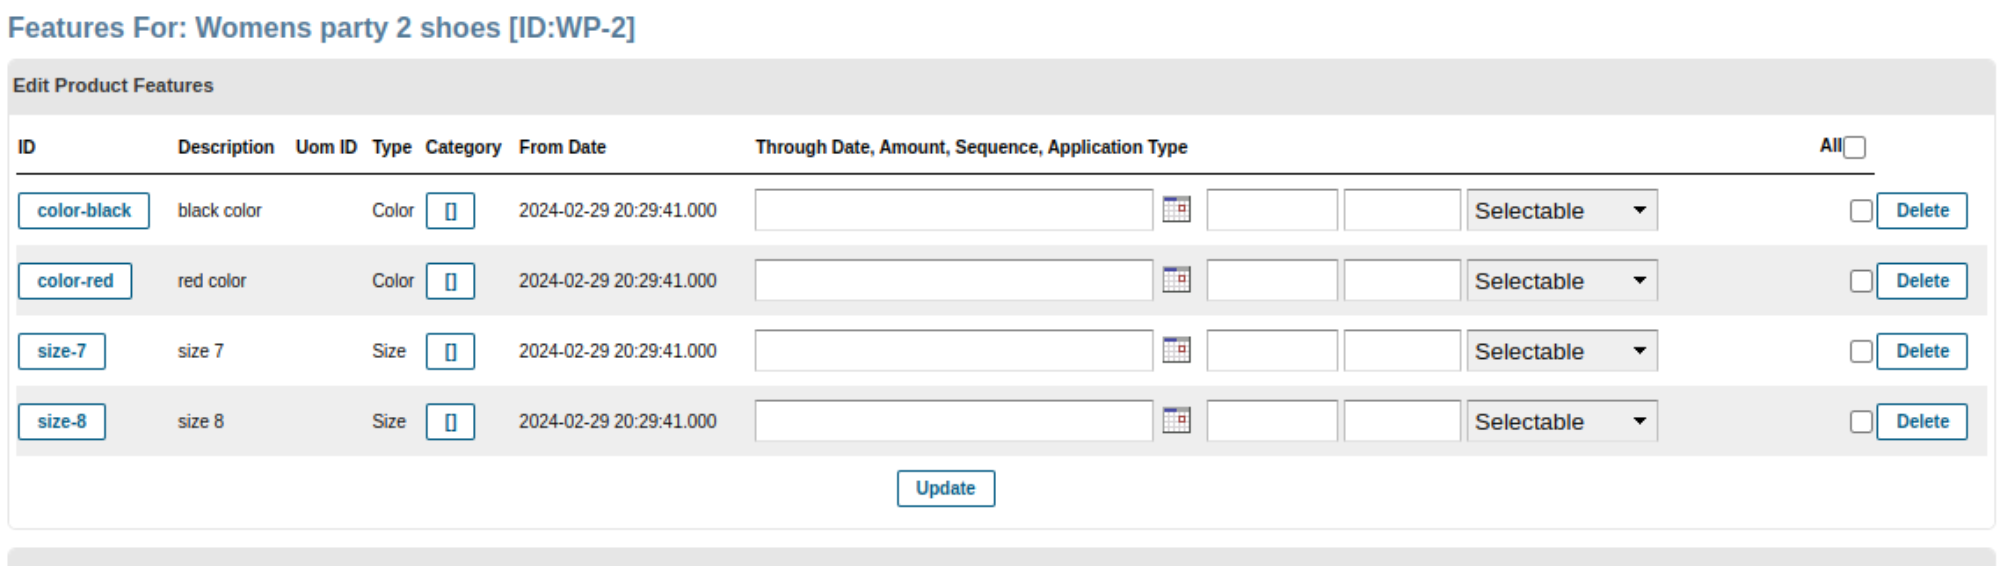 Features For: Womens party 2 shoes [ID:WP-2]
Edit Product Features
ID Description Uom ID Type Category From Date Through Date, Amount, Sequence, Application Type All
color-black black color Color [] 2024-02-29 20:29:41.000 Selectable Delete
color-red red color Color [] 2024-02-29 20:29:41.000 Selectable Delete
size-7 size 7 Size [] 2024-02-29 20:29:41.000 Selectable Delete
size-8 size 8 Size [] 2024-02-29 20:29:41.000 Selectable Delete
Update